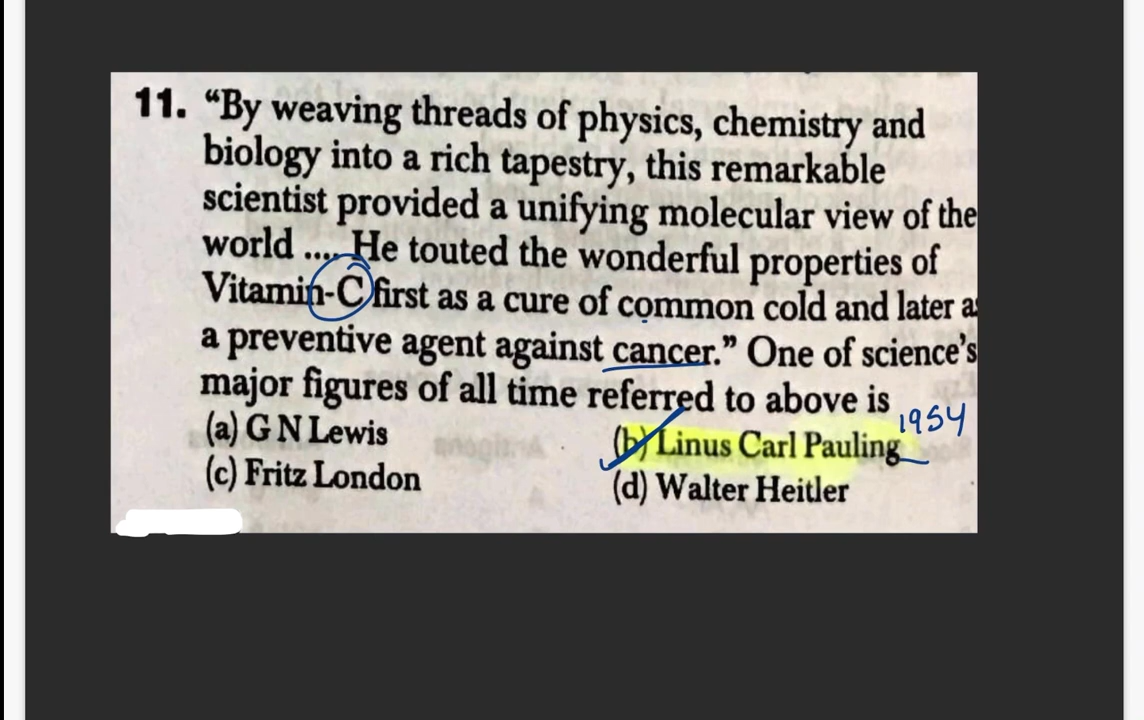 11. “By weaving threads of physics, chemistry and
biology into a rich tapestry, this remarkable
scientist provided a unifying molecular view of the
world .... He touted the wonderful properties of
Vitamin-C first as a cure of common cold and later as
a preventive agent against cancer.” One of science's
major figures of all time referred to above is
1954
(a) G N Lewis (b) Linus Carl Pauling
(c) Fritz London (d) Walter Heitler